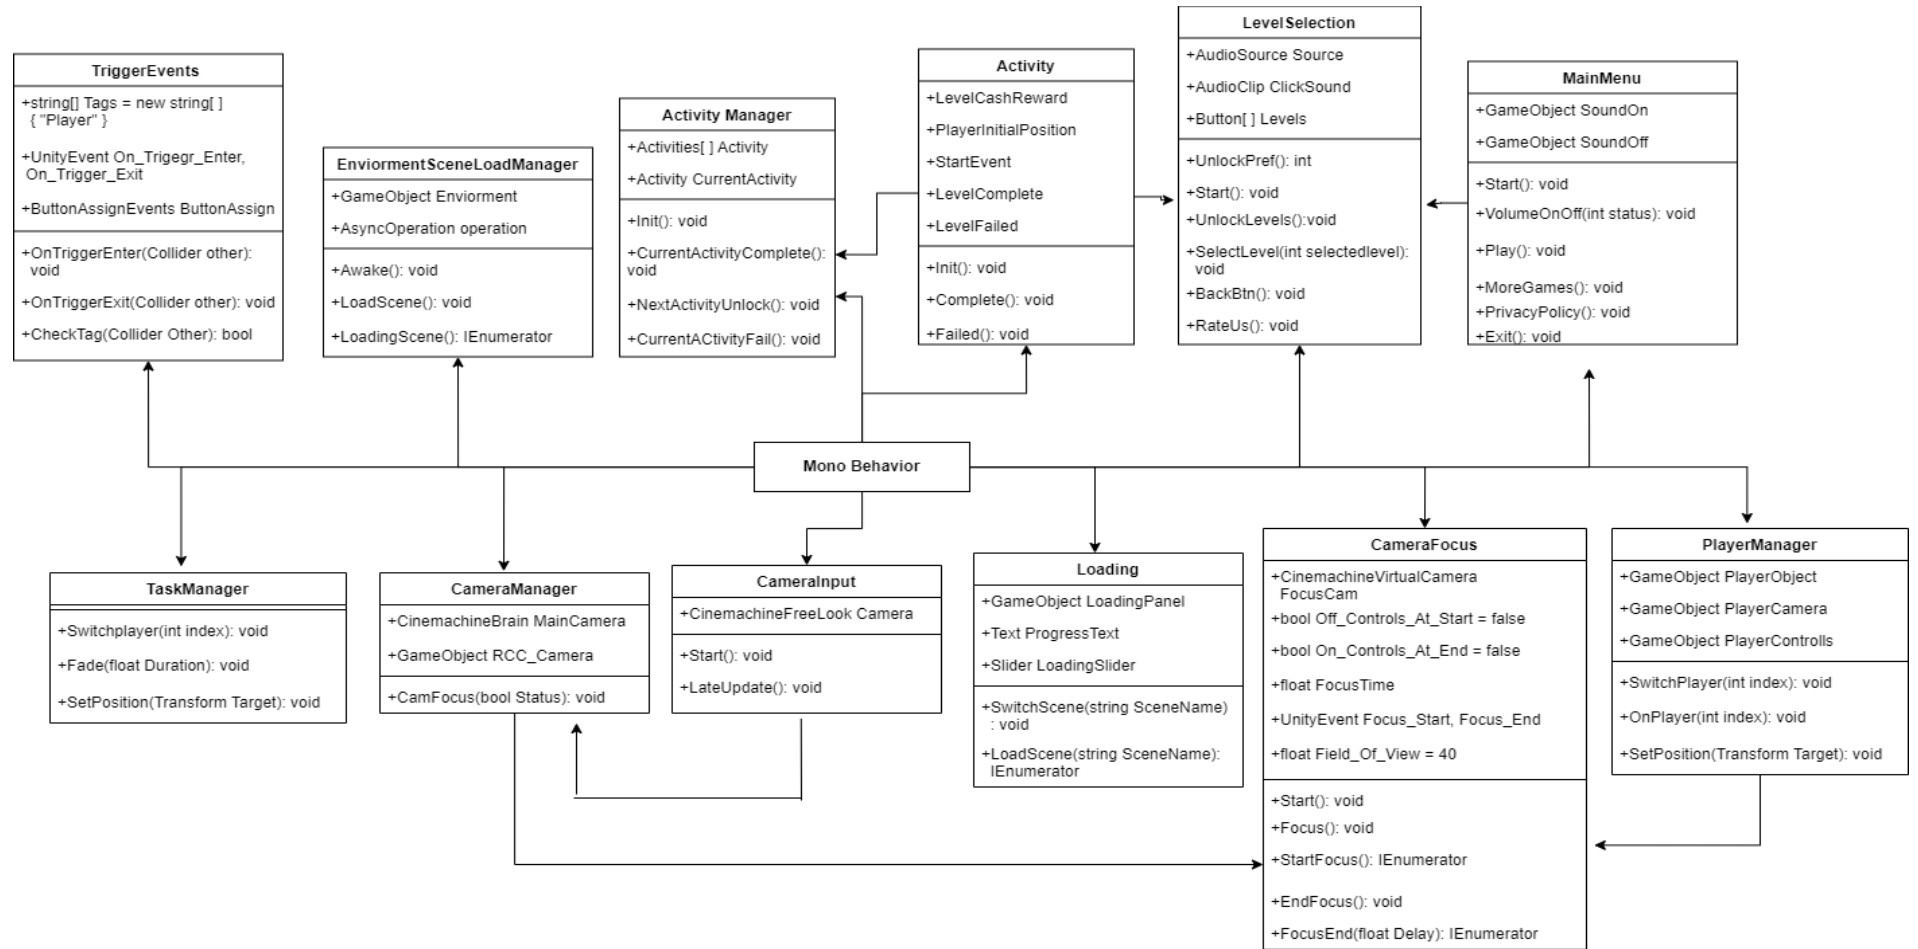 TriggerEvents
+string[] Tags = new string[ ]
{ "Player" }
+UnityEvent On_Trigegr_Enter,
On_Trigger_Exit
+ButtonAssignEvents ButtonAssign
+OnTriggerEnter(Collider other):
void
+OnTriggerExit(Collider other): void
+CheckTag(Collider Other): bool
EnviormentSceneLoadManager
+GameObject Enviorment
+AsyncOperation operation
+Awake(): void
+LoadScene(): void
+LoadingScene(): IEnumerator
Activity Manager
+Activities[ ] Activity
+Activity CurrentActivity
+Init(): void
+CurrentActivityComplete():
void
+NextActivityUnlock(): void
+CurrentACtivityFail(): void
Activity
+LevelCashReward
+PlayerInitialPosition
+StartEvent
+LevelComplete
+LevelFailed
+Init(): void
+Complete(): void
+Failed(): void
LevelSelection
+AudioSource Source
+AudioClip ClickSound
+Button[ ] Levels
+UnlockPref(): int
+Start(): void
+UnlockLevels():void
+SelectLevel(int selectedlevel):
void
+BackBtn(): void
+RateUs(): void
MainMenu
+GameObject SoundOn
+GameObject SoundOff
+Start(): void
+VolumeOnOff(int status): void
+Play(): void
+MoreGames(): void
+PrivacyPolicy(): void
+Exit(): void
Mono Behavior
TaskManager
+Switchplayer(int index): void
+Fade(float Duration): void
+SetPosition(Transform Target): void
CameraManager
+CinemachineBrain MainCamera
+GameObject RCC_Camera
+CamFocus(bool Status): void
CameraInput
+CinemachineFreeLook Camera
+Start(): void
+LateUpdate(): void
Loading
+GameObject LoadingPanel
+Text ProgressText
+Slider LoadingSlider
+SwitchScene(string SceneName)
: void
+LoadScene(string SceneName):
IEnumerator
CameraFocus
+CinemachineVirtualCamera
FocusCam
+bool Off_Controls_At_Start = false
+bool On_Controls_At_End = false
+float FocusTime
+UnityEvent Focus_Start, Focus_End
+float Field_Of_View = 40
+Start(): void
+Focus(): void
+StartFocus(): IEnumerator
+EndFocus(): void
+FocusEnd(float Delay): IEnumerator
PlayerManager
+GameObject PlayerObject
+GameObject PlayerCamera
+GameObject PlayerControlls
+SwitchPlayer(int index): void
+OnPlayer(int index): void
+SetPosition(Transform Target): void